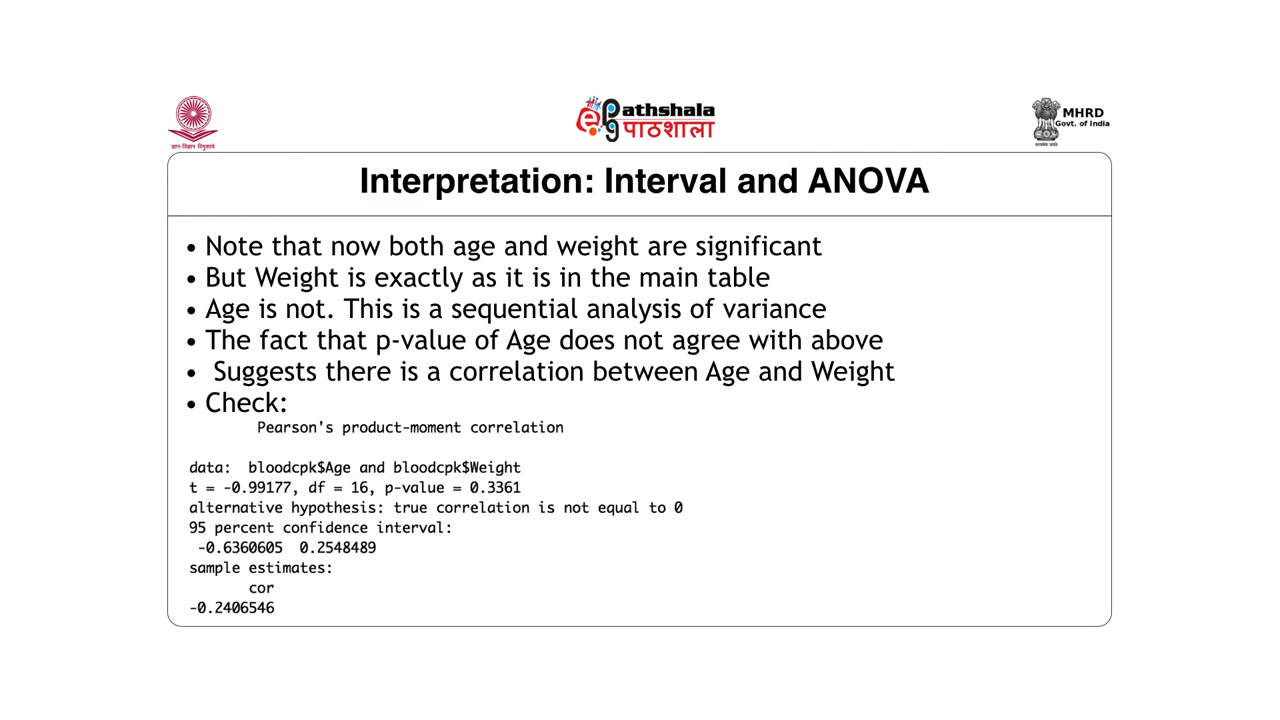 ज्ञान-विज्ञान विमुक्तये
ePathshala
पाठशाला
MHRD
Govt. of India
सत्यमेव जयते
Interpretation: Interval and ANOVA
• Note that now both age and weight are significant
• But Weight is exactly as it is in the main table
• Age is not. This is a sequential analysis of variance
• The fact that p-value of Age does not agree with above
• Suggests there is a correlation between Age and Weight
• Check:
Pearson's product-moment correlation
data: bloodcpk$Age and bloodcpk$Weight
t = -0.99177, df = 16, p-value = 0.3361
alternative hypothesis: true correlation is not equal to 0
95 percent confidence interval:
-0.6360605 0.2548489
sample estimates:
cor
-0.2406546